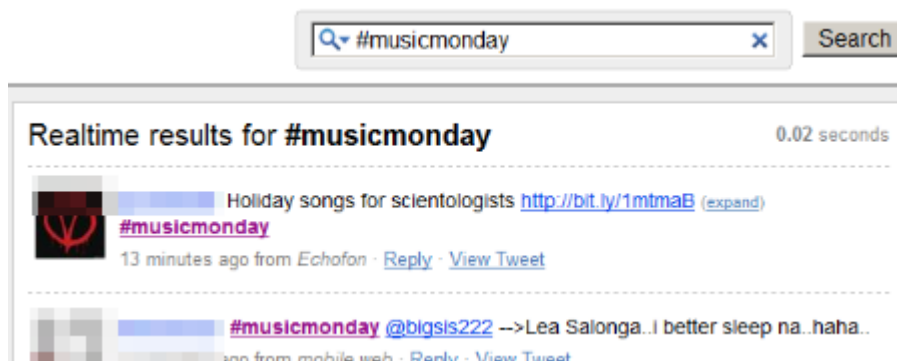 #musicmonday
Search
Realtime results for #musicmonday
0.02 seconds
Holiday songs for scientologists http://bit.ly/1mtmaB (expand)
#musicmonday
13 minutes ago from Echofon · Reply · View Tweet
#musicmonday @bigsis222 -->Lea Salonga..i better sleep na..haha..
ago from mobile web · Reply · View Tweet